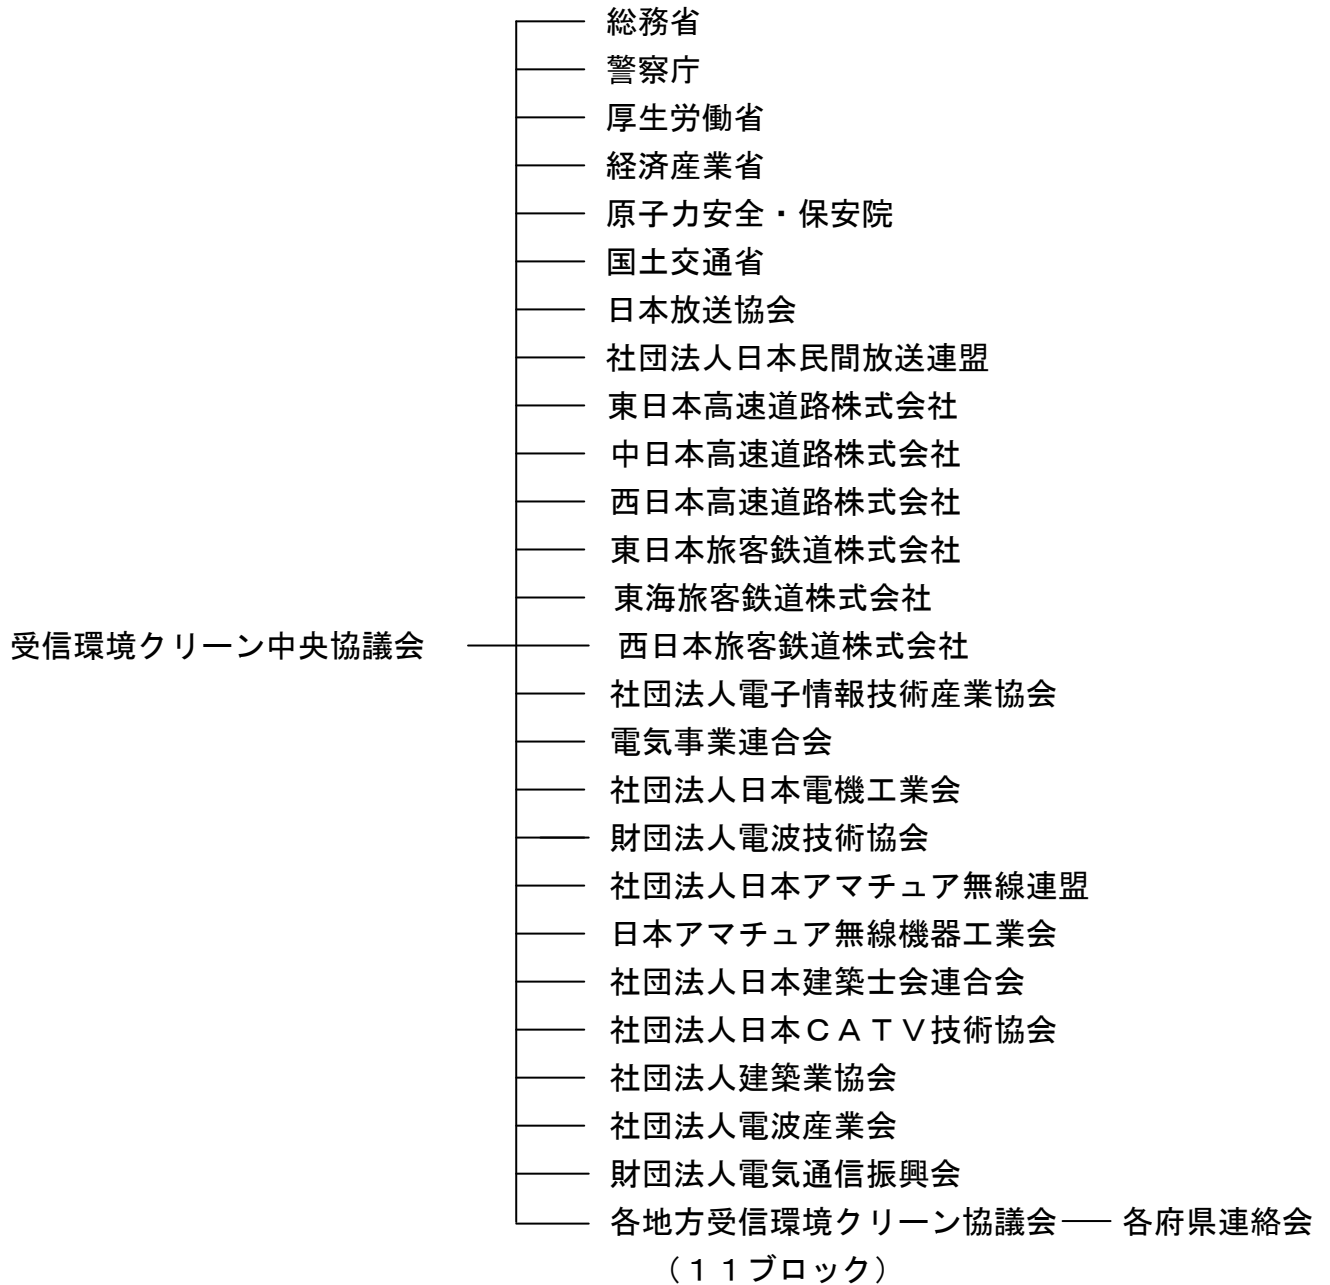 総務省
警察庁
厚生労働省
経済産業省
原子力安全・保安院
国土交通省
日本放送協会
社団法人日本民間放送連盟
東日本高速道路株式会社
中日本高速道路株式会社
西日本高速道路株式会社
東日本旅客鉄道株式会社
東海旅客鉄道株式会社
受信環境クリーン中央協議会 西日本旅客鉄道株式会社
社団法人電子情報技術産業協会
電気事業連合会
社団法人日本電機工業会
財団法人電波技術協会
社団法人日本アマチュア無線連盟
日本アマチュア無線機器工業会
社団法人日本建築士会連合会
社団法人日本ＣＡＴＶ技術協会
社団法人建築業協会
社団法人電波産業会
財団法人電気通信振興会
各地方受信環境クリーン協議会 各府県連絡会
（１１ブロック）